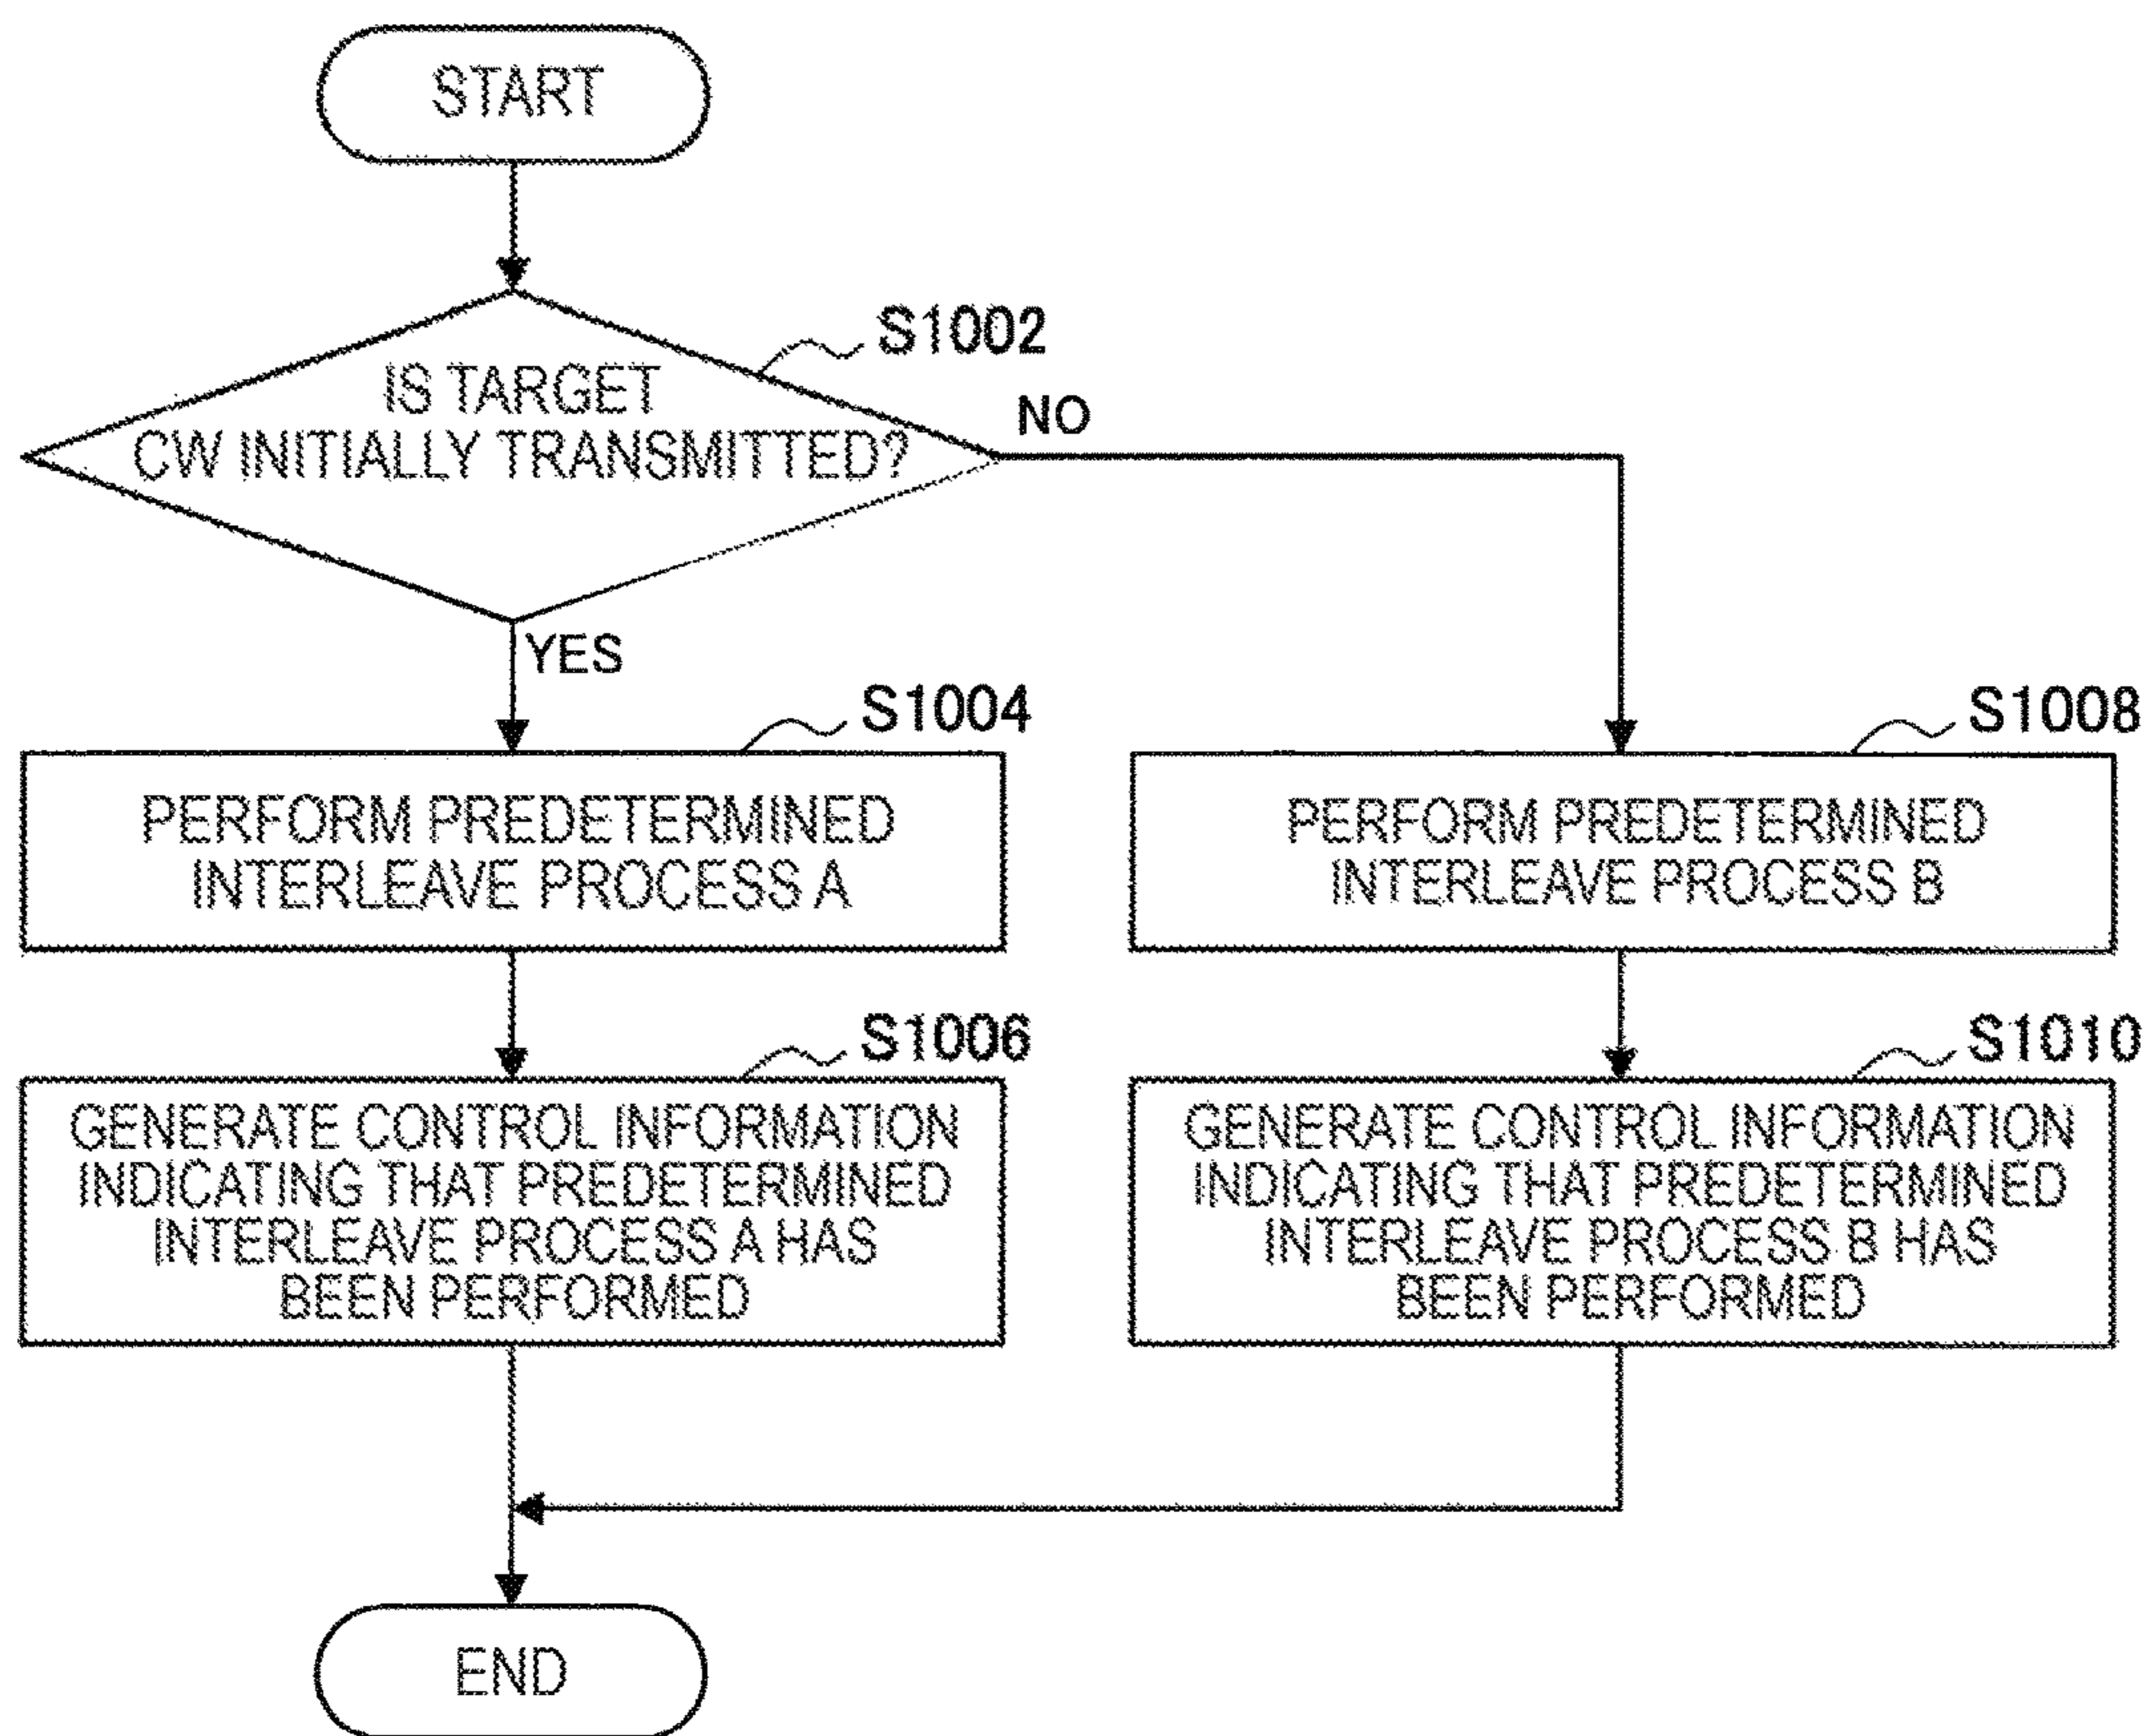 START
S1002
IS TARGET
CW INITIALLY TRANSMITTED?
NO
YES
S1004
PERFORM PREDETERMINED
INTERLEAVE PROCESS A
S1008
PERFORM PREDETERMINED
INTERLEAVE PROCESS B
S1006
GENERATE CONTROL INFORMATION
INDICATING THAT PREDETERMINED
INTERLEAVE PROCESS A HAS
BEEN PERFORMED
S1010
GENERATE CONTROL INFORMATION
INDICATING THAT PREDETERMINED
INTERLEAVE PROCESS B HAS
BEEN PERFORMED
END